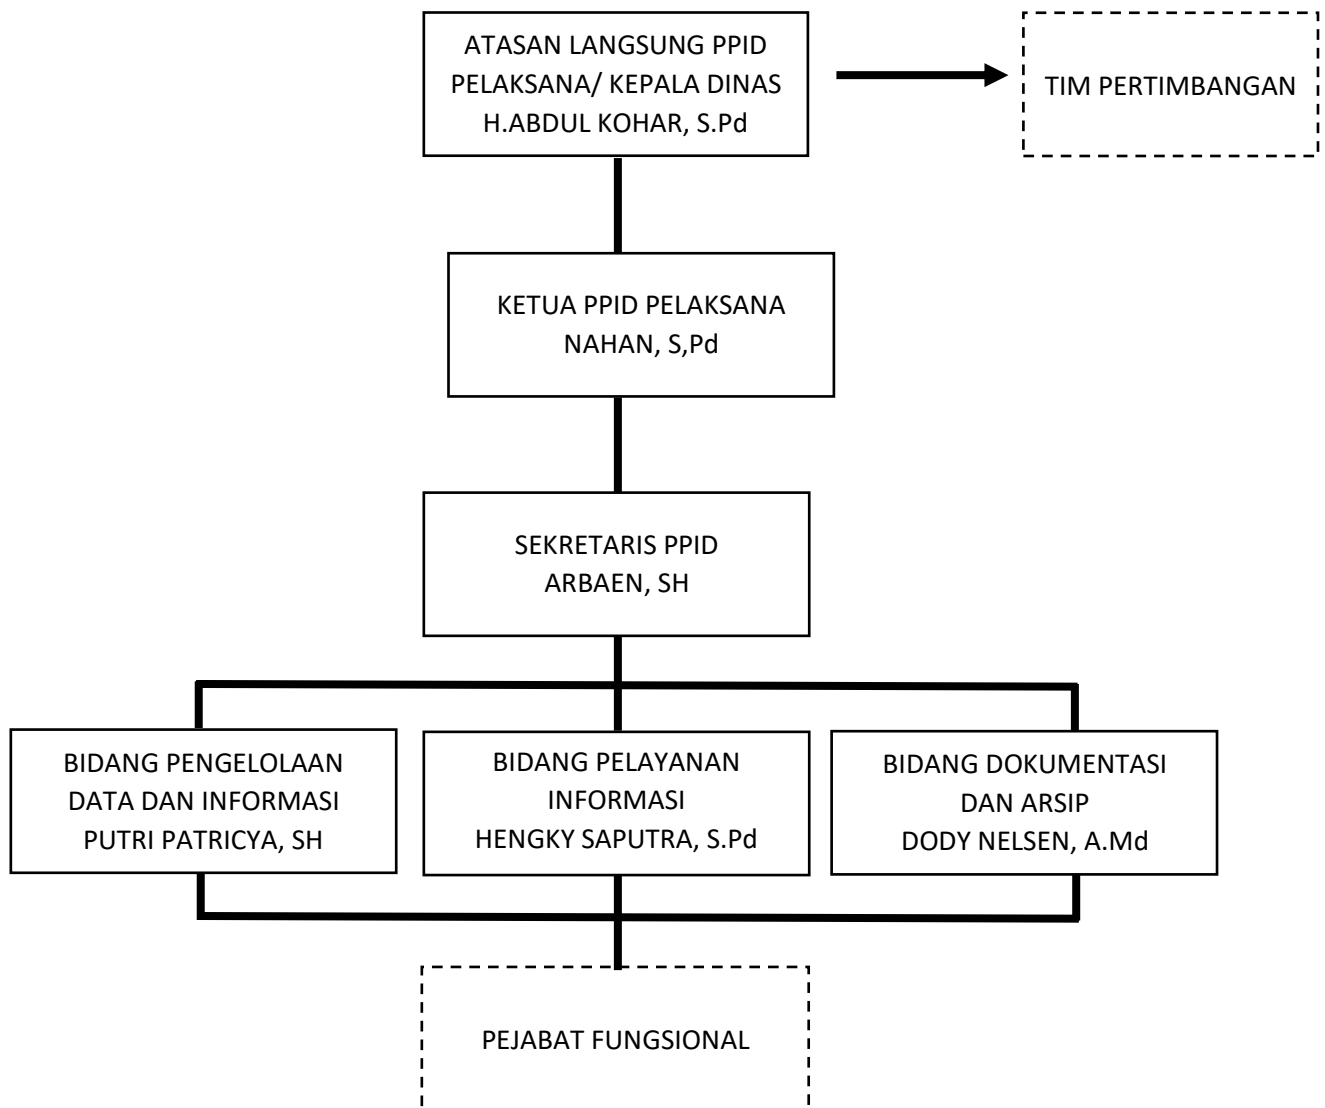 ATASAN LANGSUNG PPID
PELAKSANA/ KEPALA DINAS
H.ABDUL KOHAR, S.Pd
TIM PERTIMBANGAN
KETUA PPID PELAKSANA
NAHAN, S,Pd
SEKRETARIS PPID
ARBAEN, SH
BIDANG PENGELOLAAN
DATA DAN INFORMASI
PUTRI PATRICYA, SH
BIDANG PELAYANAN
INFORMASI
HENGKY SAPUTRA, S.Pd
BIDANG DOKUMENTASI
DAN ARSIP
DODY NELSEN, A.Md
PEJABAT FUNGSIONAL